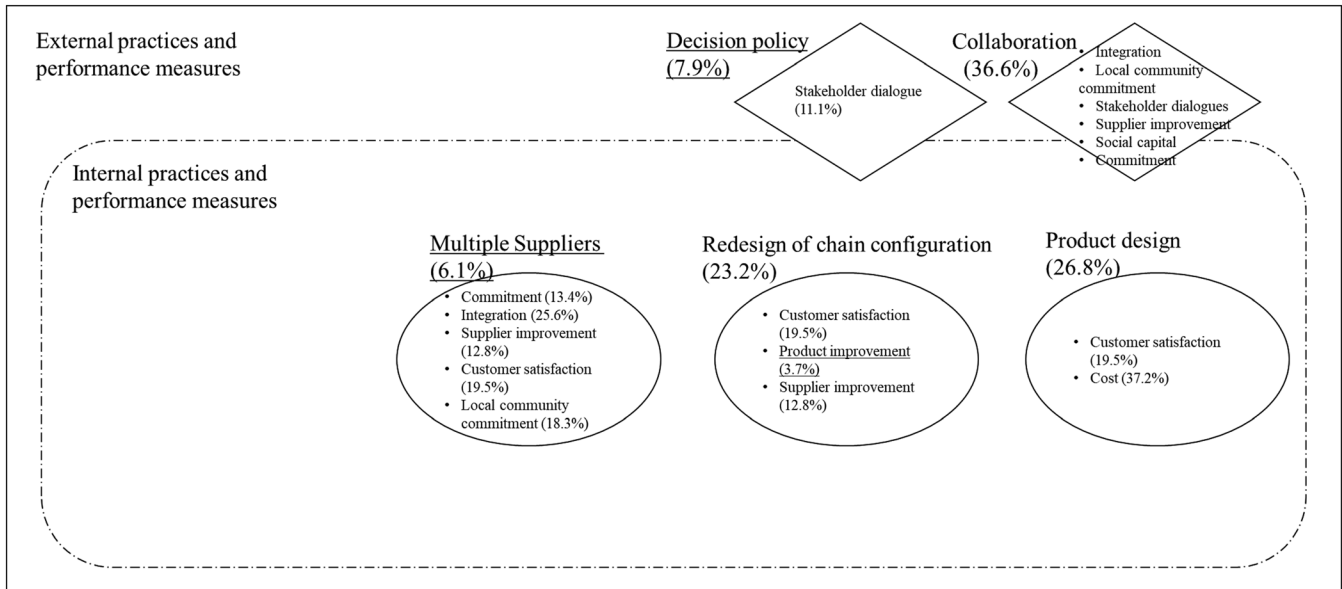 External practices and
performance measures
Decision policy
(7.9%)
Stakeholder dialogue
(11.1%)
Collaboration
(36.6%)
• Integration
• Local community
commitment
• Stakeholder dialogues
• Supplier improvement
• Social capital
• Commitment
Internal practices and
performance measures
Multiple Suppliers
(6.1%)
• Commitment (13.4%)
• Integration (25.6%)
• Supplier improvement
(12.8%)
• Customer satisfaction
(19.5%)
• Local community
commitment (18.3%)
Redesign of chain configuration
(23.2%)
• Customer satisfaction
(19.5%)
• Product improvement
(3.7%)
• Supplier improvement
(12.8%)
Product design
(26.8%)
• Customer satisfaction
(19.5%)
• Cost (37.2%)